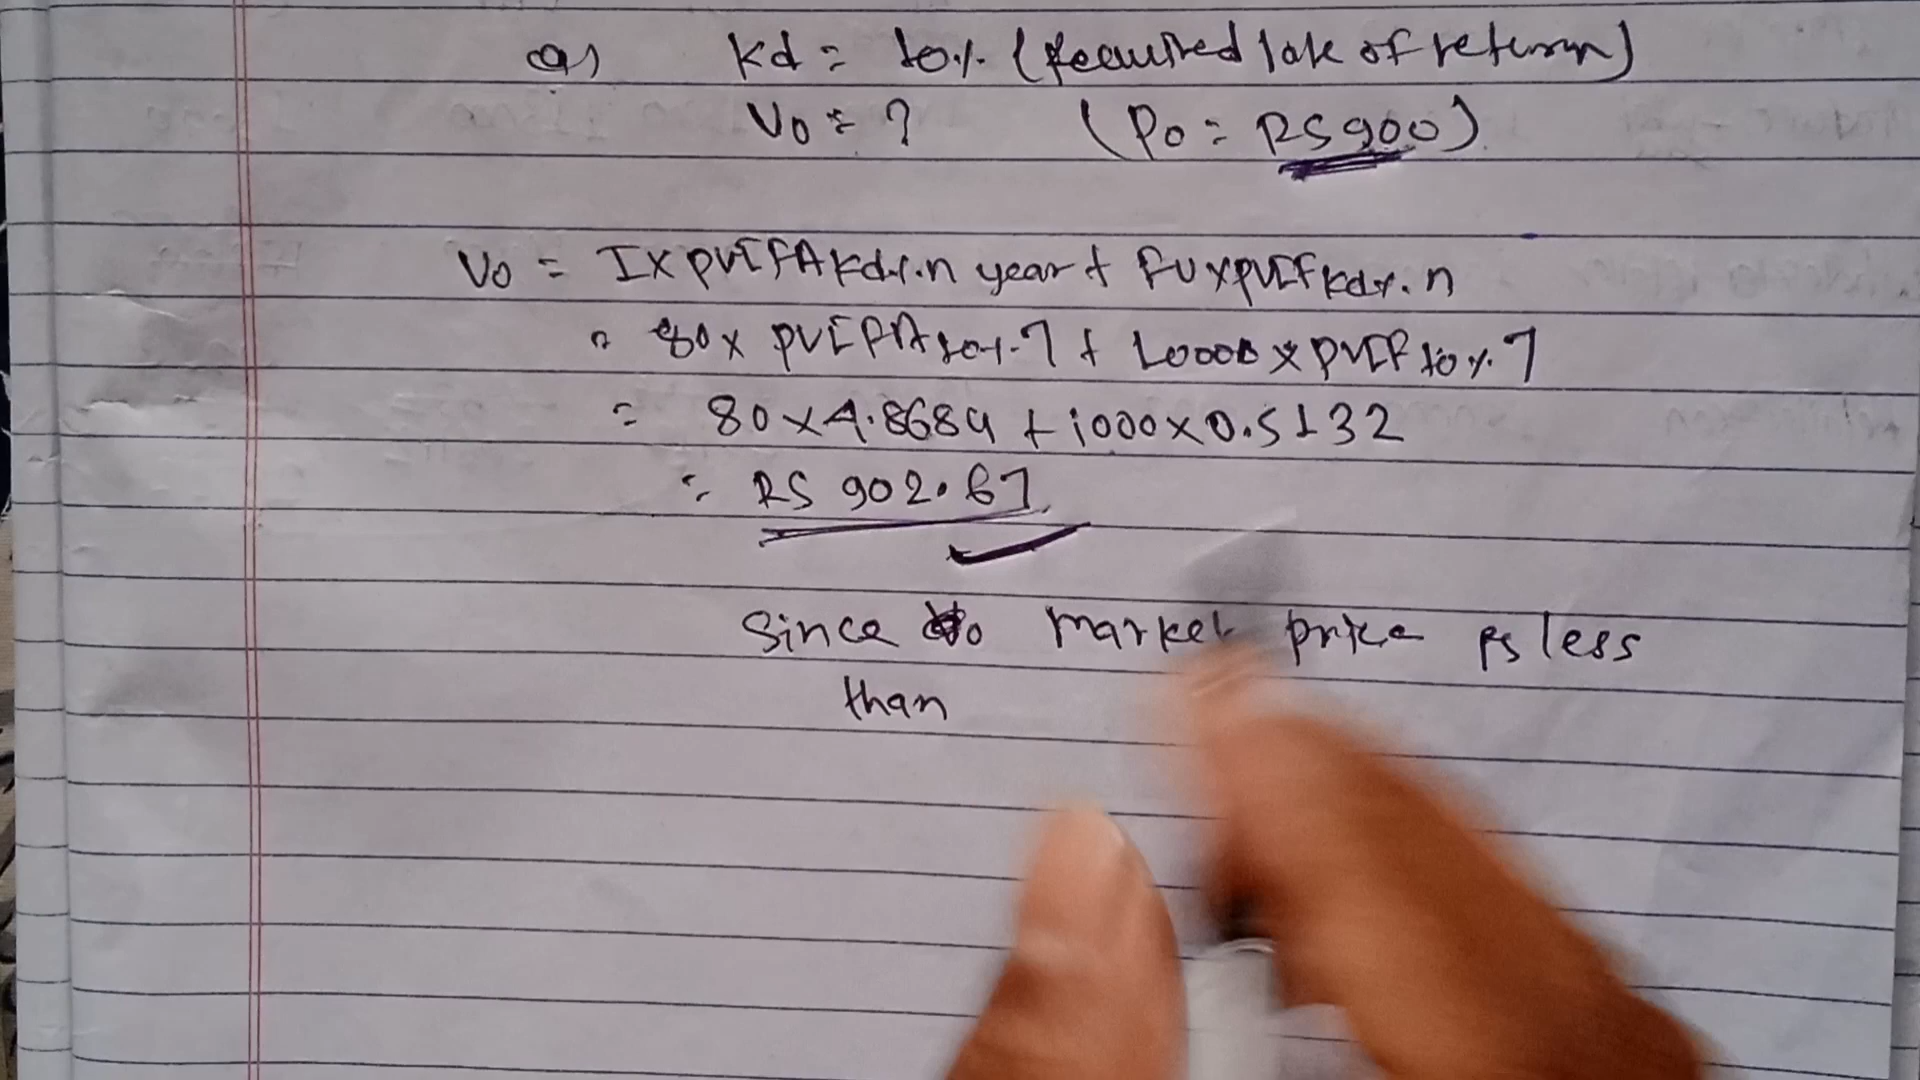 a) Kd = 10% (Required rate of return)
V0 = ? (P0 = RS 900)
V0 = I X PVIFA Kd%.n year + FV X PVIF Kd%.n
= 80 x PVIFA 10%.7 + 10000 x PVIF 10%.7
= 80 x 4.8684 + 1000 x 0.5132
= RS 902.67
Since market price is less
than